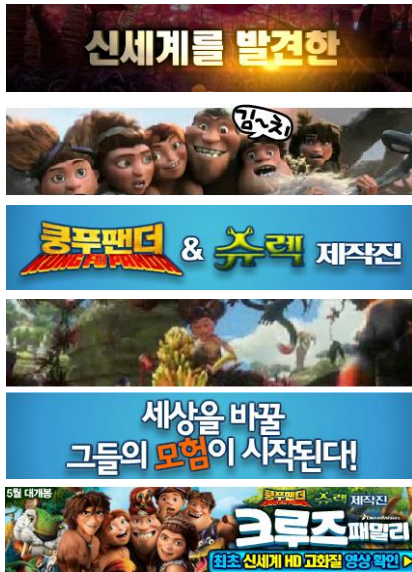 신세계를 발견한
김~치
쿵푸팬더 & 슈렉 제작진
KUNG FU PANDA
세상을 바꿀
그들의 모험이 시작된다!
5월 대개봉
쿵푸팬더 슈렉 제작진
DreamWorks
크루즈 패밀리
최초 신세계 HD 고화질 영상 확인